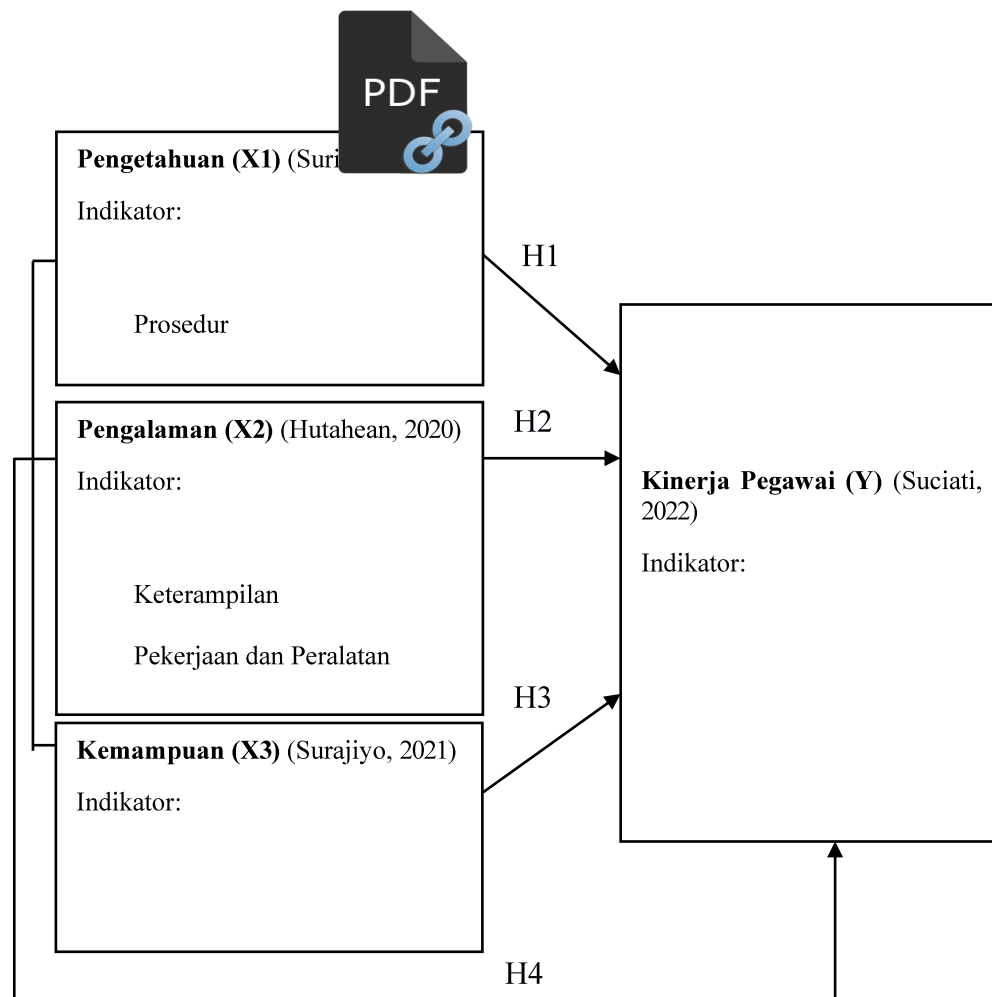 PDF
Pengetahuan (X1)
Indikator:
Prosedur
H1
Pengalaman (X2) (Hutahean, 2020)
Indikator:
Keterampilan
Pekerjaan dan Peralatan
H2
Kemampuan (X3) (Surajiyo, 2021)
Indikator:
H3
Kinerja Pegawai (Y) (Suciati,
2022)
Indikator:
H4